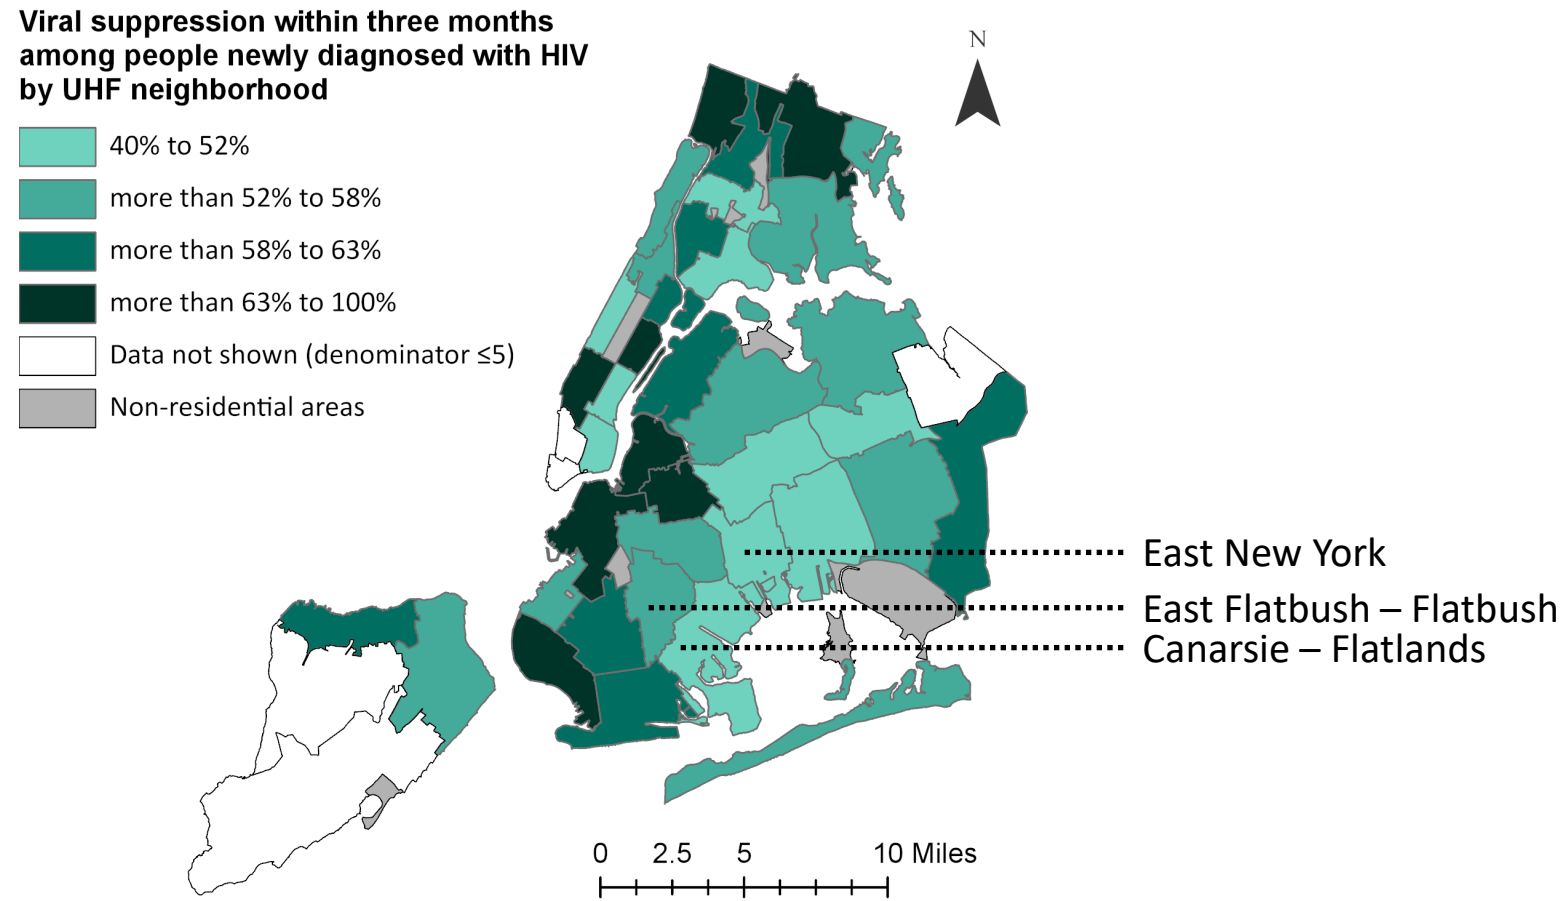 Viral suppression within three months
among people newly diagnosed with HIV
by UHF neighborhood
40% to 52%
more than 52% to 58%
more than 58% to 63%
more than 63% to 100%
Data not shown (denominator ≤5)
Non-residential areas
N
East New York
East Flatbush – Flatbush
Canarsie – Flatlands
0 2.5 5 10 Miles